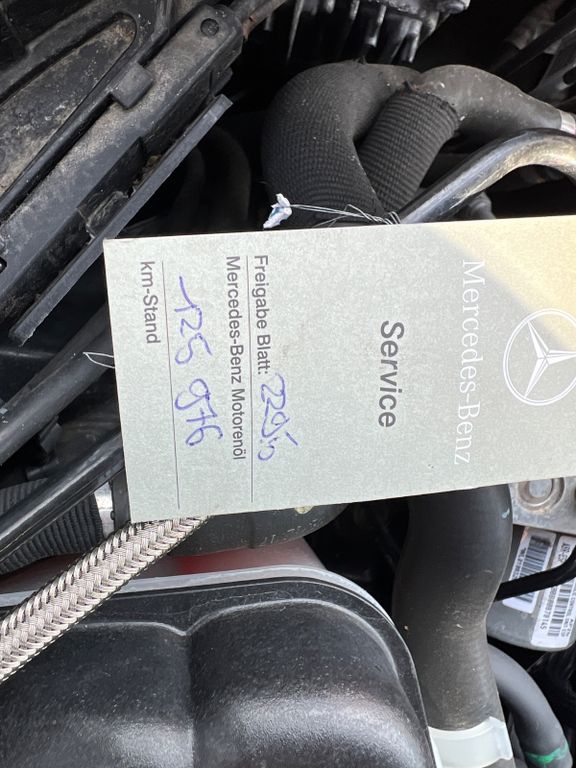 Mercedes-Benz
Service
Freigabe Blatt: 229.5
Mercedes-Benz Motorenöl
km-Stand
125 976